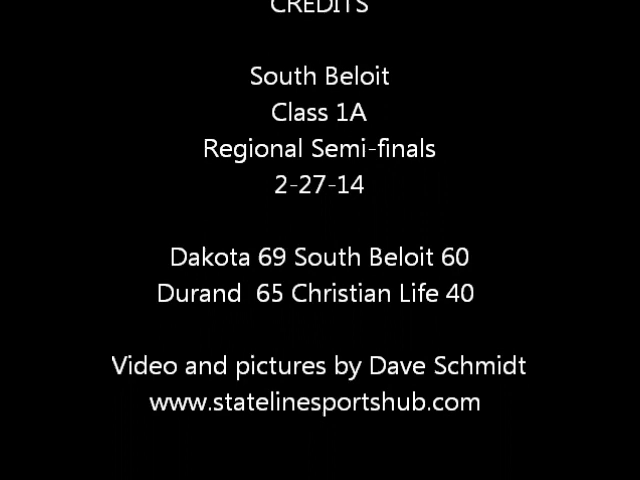 CREDITS
South Beloit
Class 1A
Regional Semi-finals
2-27-14
Dakota 69 South Beloit 60
Durand  65 Christian Life 40
Video and pictures by Dave Schmidt
www.statelinesportshub.com